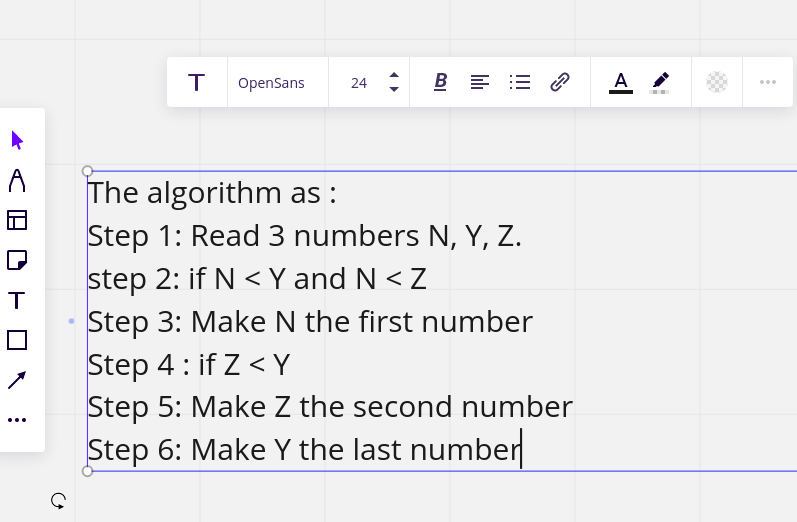 OpenSans 24 B A
The algorithm as :
Step 1: Read 3 numbers N, Y, Z.
step 2: if N < Y and N < Z
Step 3: Make N the first number
Step 4 : if Z < Y
Step 5: Make Z the second number
Step 6: Make Y the last number